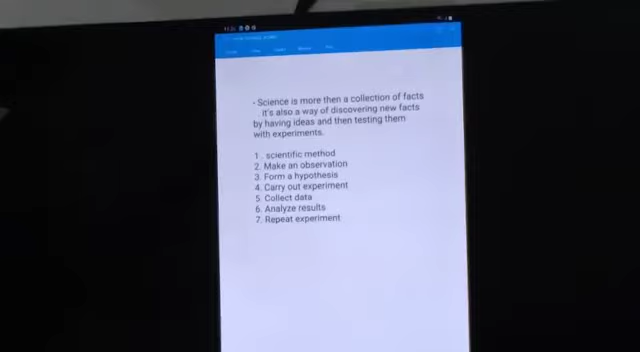 - Science is more then a collection of facts
it's also a way of discovering new facts
by having ideas and then testing them
with experiments.
1 . scientific method
2. Make an observation
3. Form a hypothesis
4. Carry out experiment
5. Collect data
6. Analyze results
7. Repeat experiment